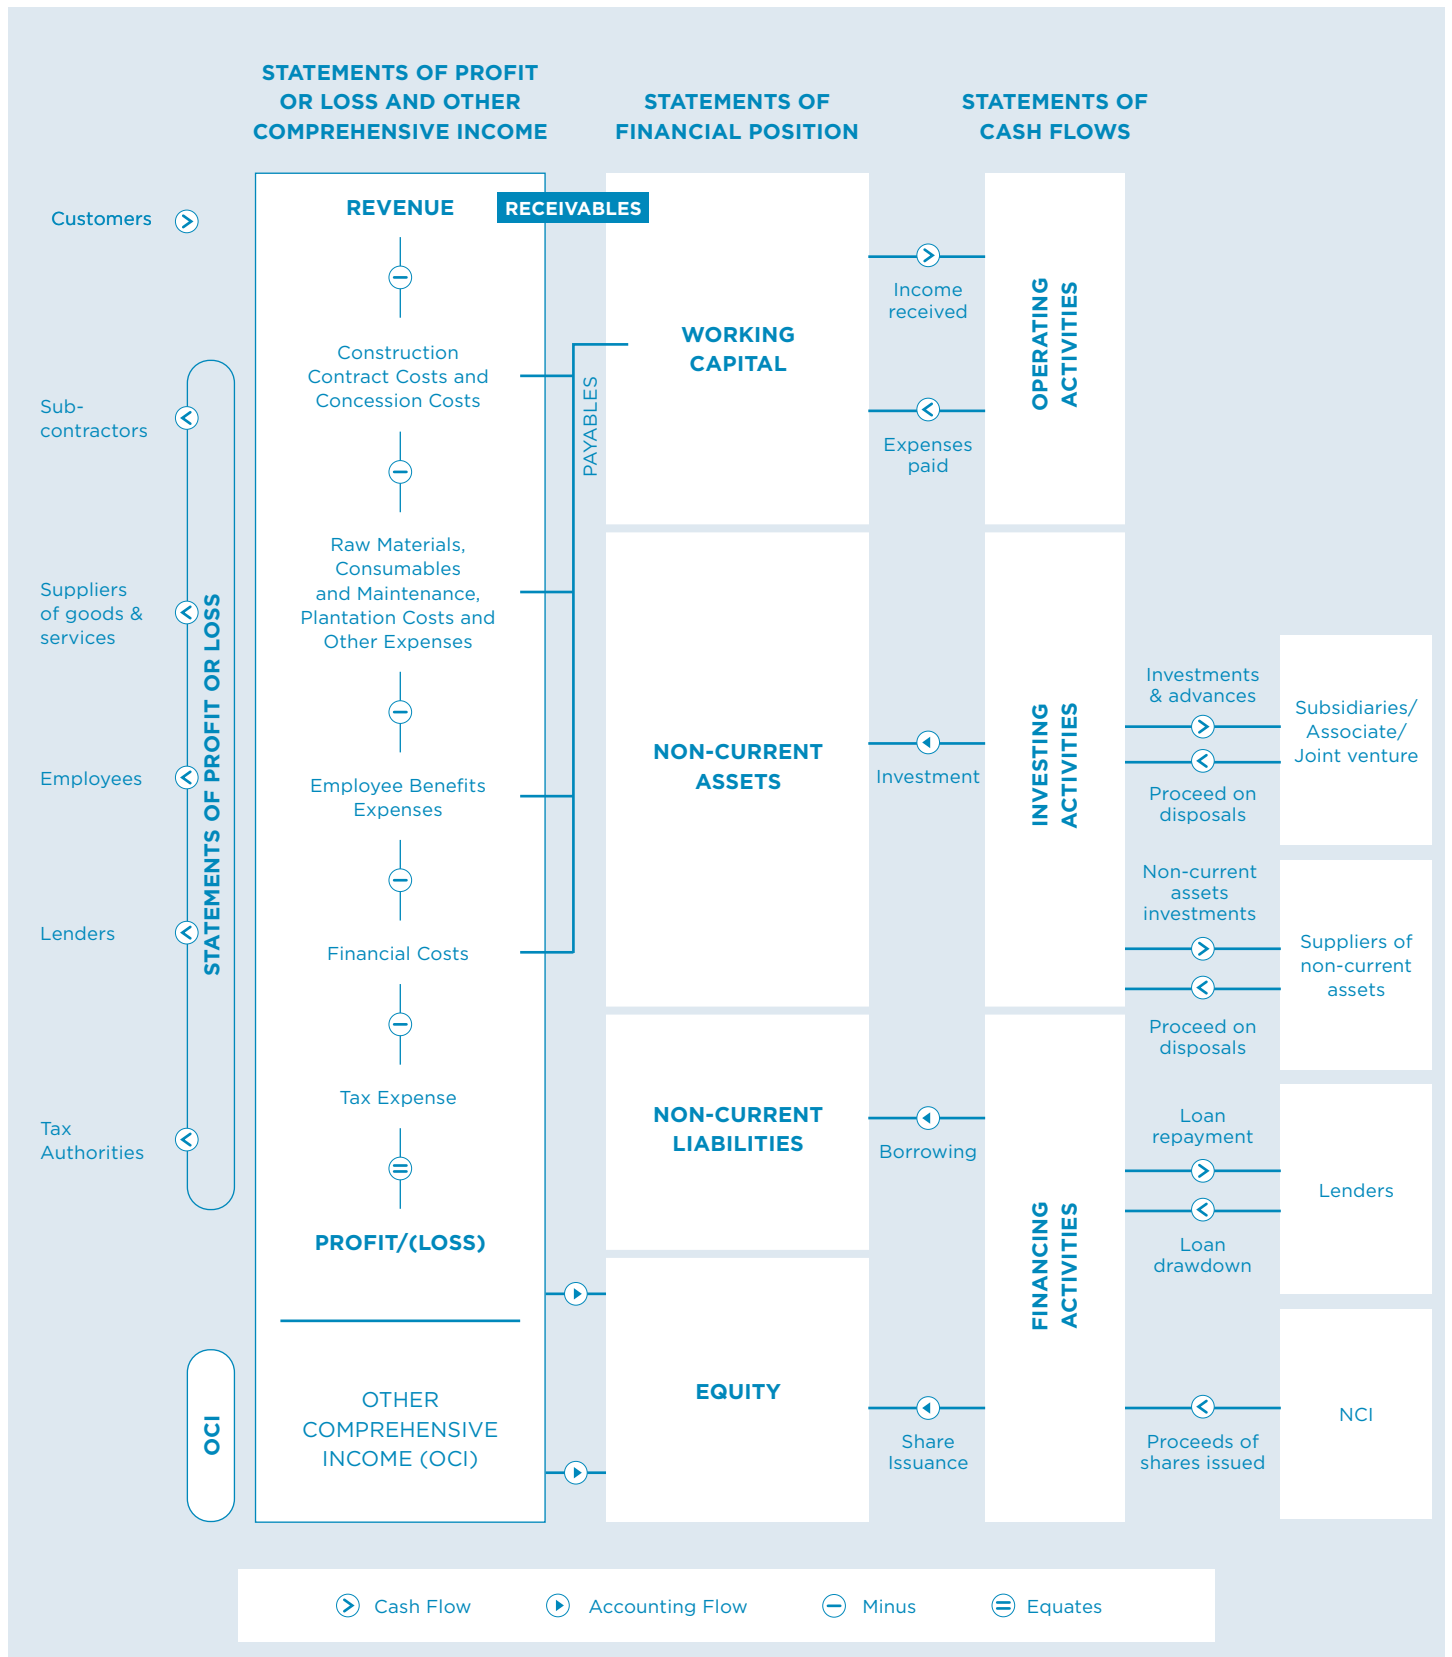 STATEMENTS OF PROFIT
OR LOSS AND OTHER
COMPREHENSIVE INCOME
STATEMENTS OF
FINANCIAL POSITION
STATEMENTS OF
CASH FLOWS
Customers
Sub-
contractors
Suppliers
of goods &
services
Employees
Lenders
Tax
Authorities
STATEMENTS OF PROFIT OR LOSS
OCI
REVENUE
RECEIVABLES
Construction
Contract Costs and
Concession Costs
Raw Materials,
Consumables
and Maintenance,
Plantation Costs and
Other Expenses
Employee Benefits
Expenses
Financial Costs
Tax Expense
PROFIT/(LOSS)
OTHER
COMPREHENSIVE
INCOME (OCI)
PAYABLES
WORKING
CAPITAL
NON-CURRENT
ASSETS
NON-CURRENT
LIABILITIES
EQUITY
Income
received
Expenses
paid
Investment
Borrowing
Share
Issuance
OPERATING
ACTIVITIES
INVESTING
ACTIVITIES
FINANCING
ACTIVITIES
Investments
& advances
Proceed on
disposals
Non-current
assets
investments
Proceed on
disposals
Loan
repayment
Loan
drawdown
Proceeds of
shares issued
Subsidiaries/
Associate/
Joint venture
Suppliers of
non-current
assets
Lenders
NCI
Cash Flow
Accounting Flow
Minus
Equates